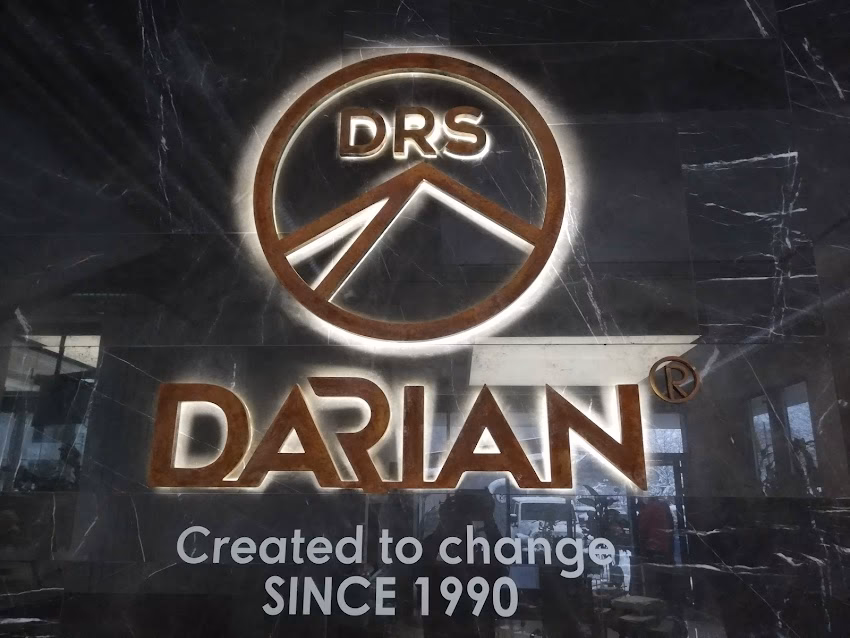 DRS
DARIAN®
Created to change
SINCE 1990